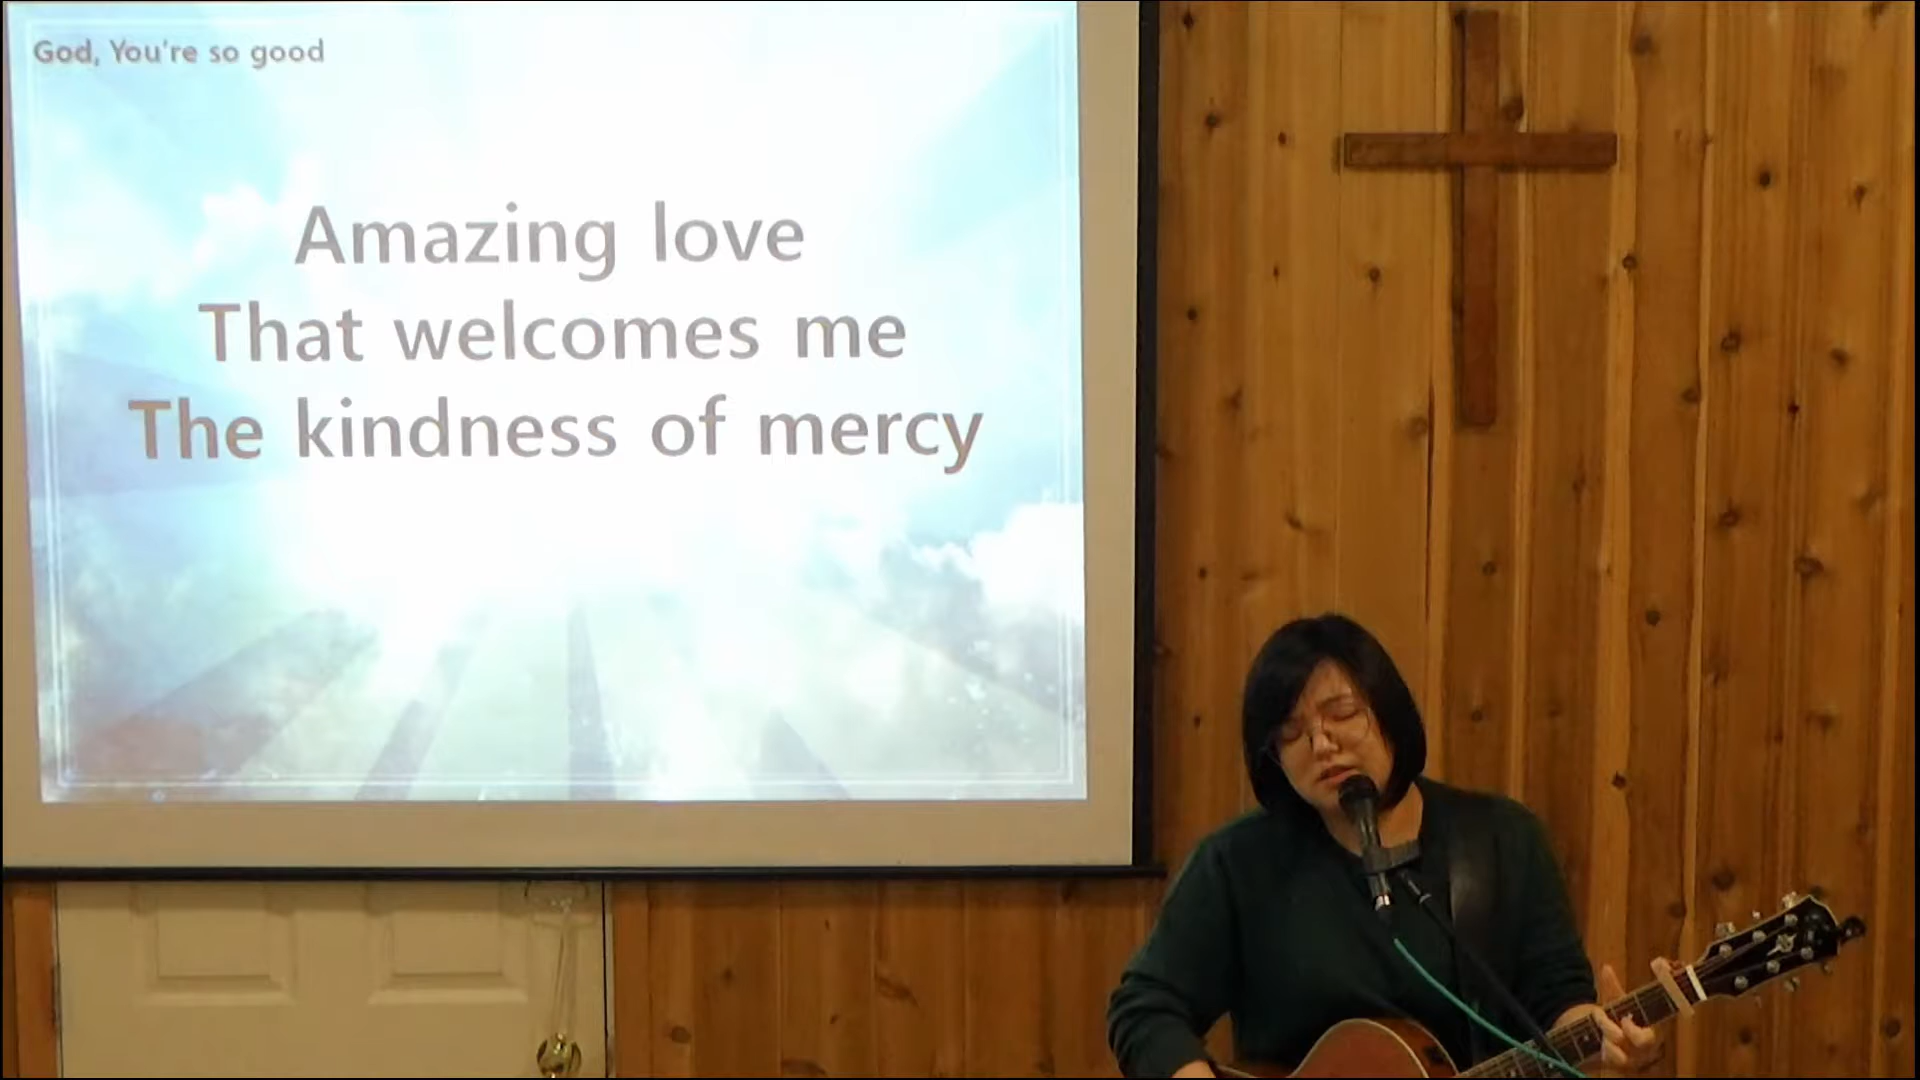 God, You're so good
Amazing love
That welcomes me
The kindness of mercy